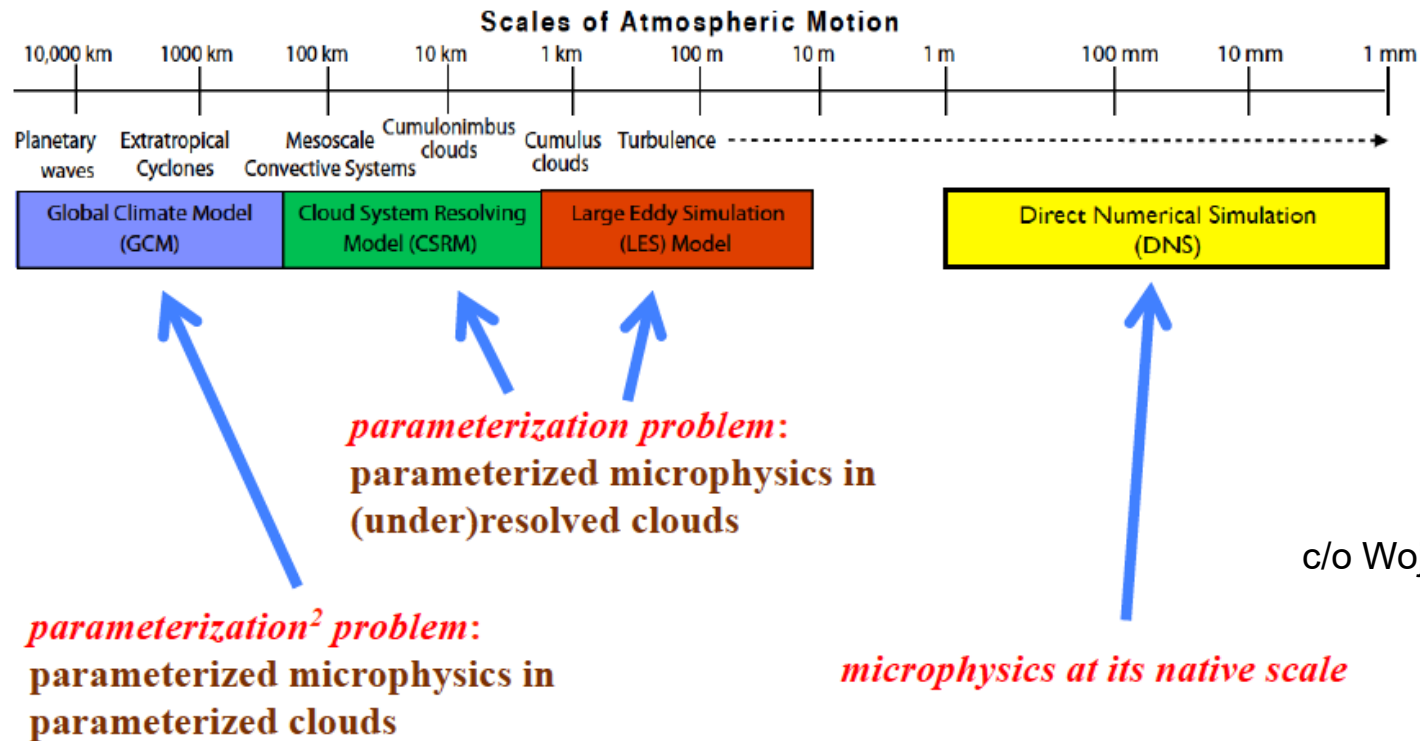 Scales of Atmospheric Motion
10,000 km 1000 km 100 km 10 km 1 km 100 m 10 m 1 m 100 mm 10 mm 1 mm
Planetary waves
Extratropical Cyclones
Mesoscale Convective Systems
Cumulonimbus clouds
Cumulus clouds
Turbulence
Global Climate Model
(GCM)
Cloud System Resolving
Model (CSRM)
Large Eddy Simulation
(LES) Model
Direct Numerical Simulation
(DNS)
parameterization problem:
parameterized microphysics in
(under)resolved clouds
c/o
parameterization² problem:
parameterized microphysics in
parameterized clouds
microphysics at its native scale